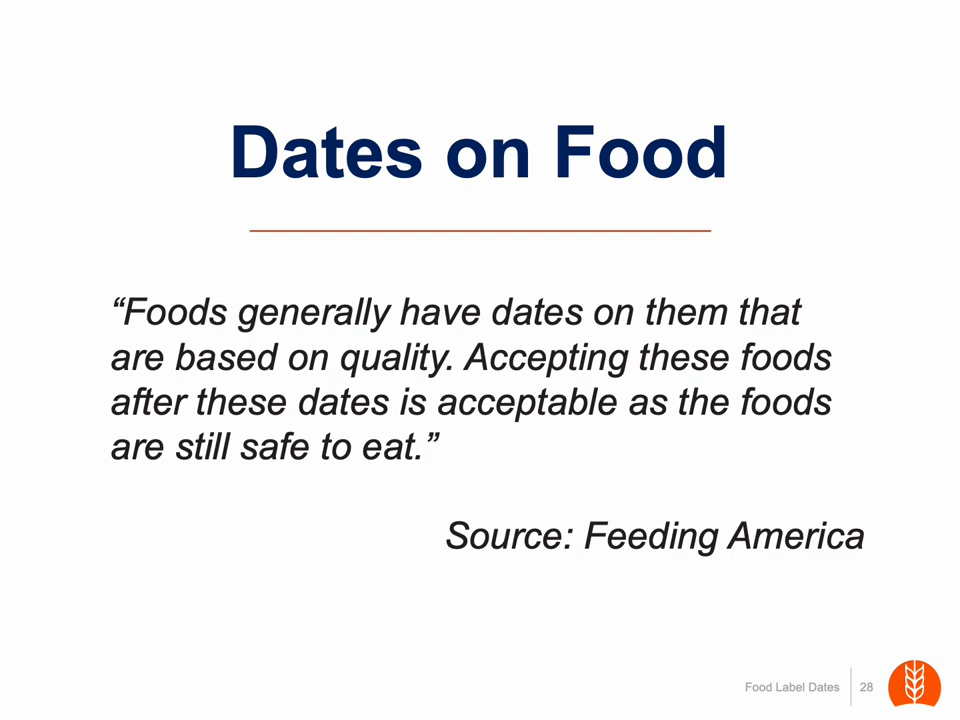 Dates on Food
“Foods generally have dates on them that
are based on quality. Accepting these foods
after these dates is acceptable as the foods
are still safe to eat.”
Source: Feeding America
Food Label Dates 28